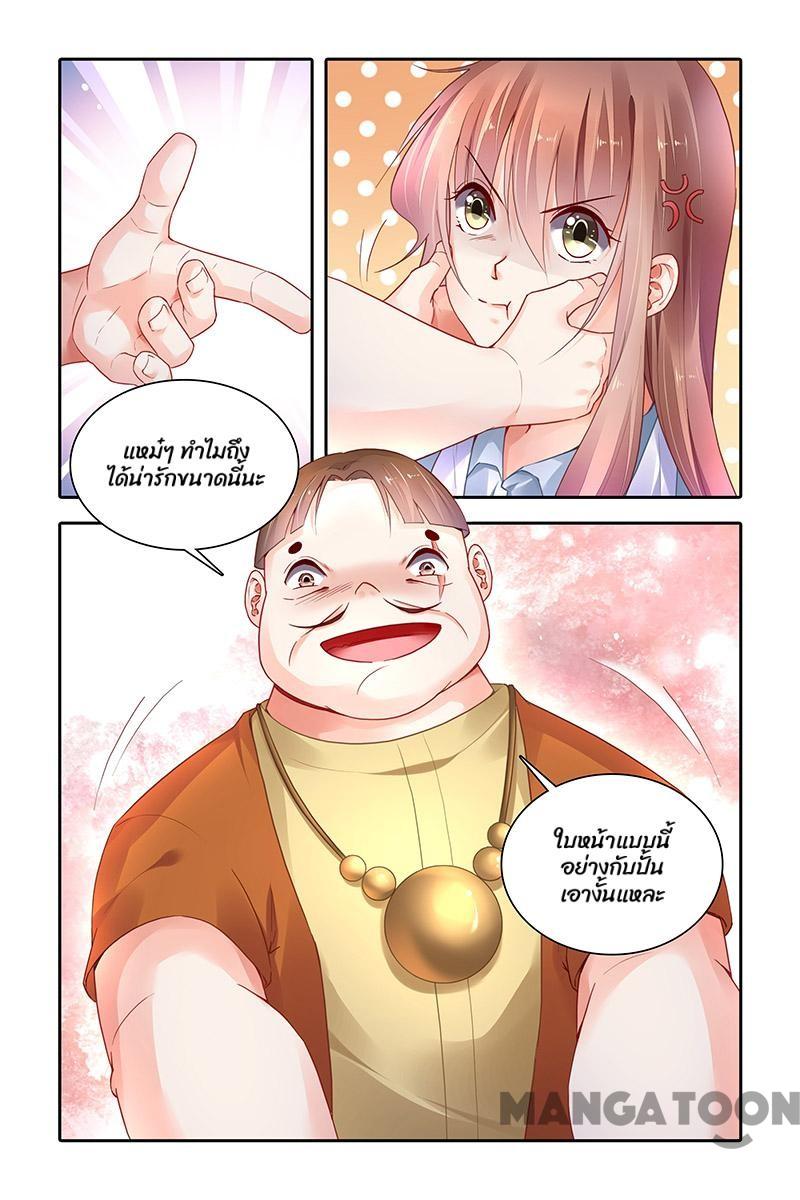 แหม่ๆ ทำไมถึง
ได้น่ารักขนาดนี้นะ
ใบหน้าแบบนี้
อย่างกับปั้น
เอางั้นแหละ
MANGATOON